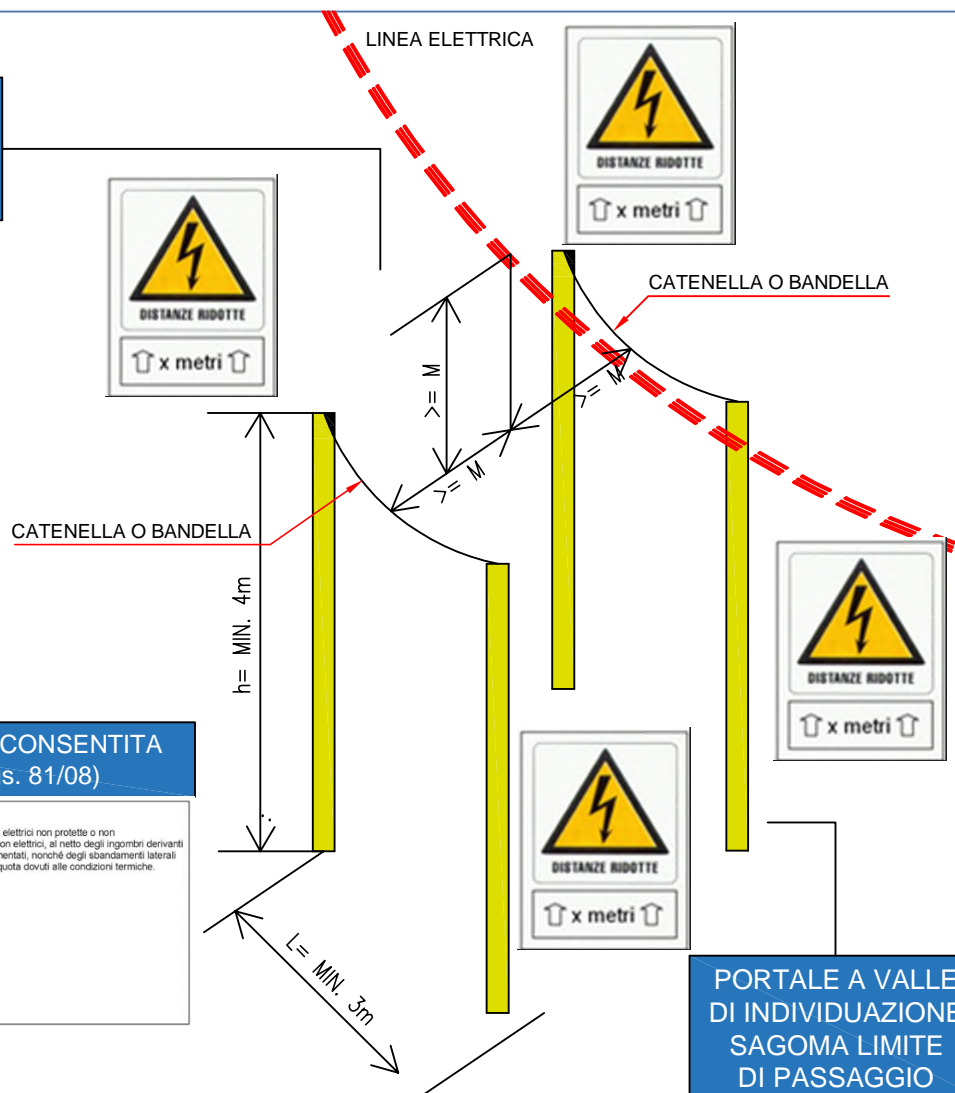 LINEA ELETTRICA
DISTANZE RIDOTTE
x metri
DISTANZE RIDOTTE
x metri
CATENELLA O BANDELLA
>= M
>= M
>= M
CATENELLA O BANDELLA
h= MIN. 4m
DISTANZE RIDOTTE
x metri
CONSENTITA
s. 81/08)
elettrici non protette o non
on elettrici, al netto degli ingombri derivanti
mentati, nonché degli sbandamenti laterali
quota dovuti alle condizioni termiche.
DISTANZE RIDOTTE
x metri
L= MIN. 3m
PORTALE A VALLE
DI INDIVIDUAZIONE
SAGOMA LIMITE
DI PASSAGGIO